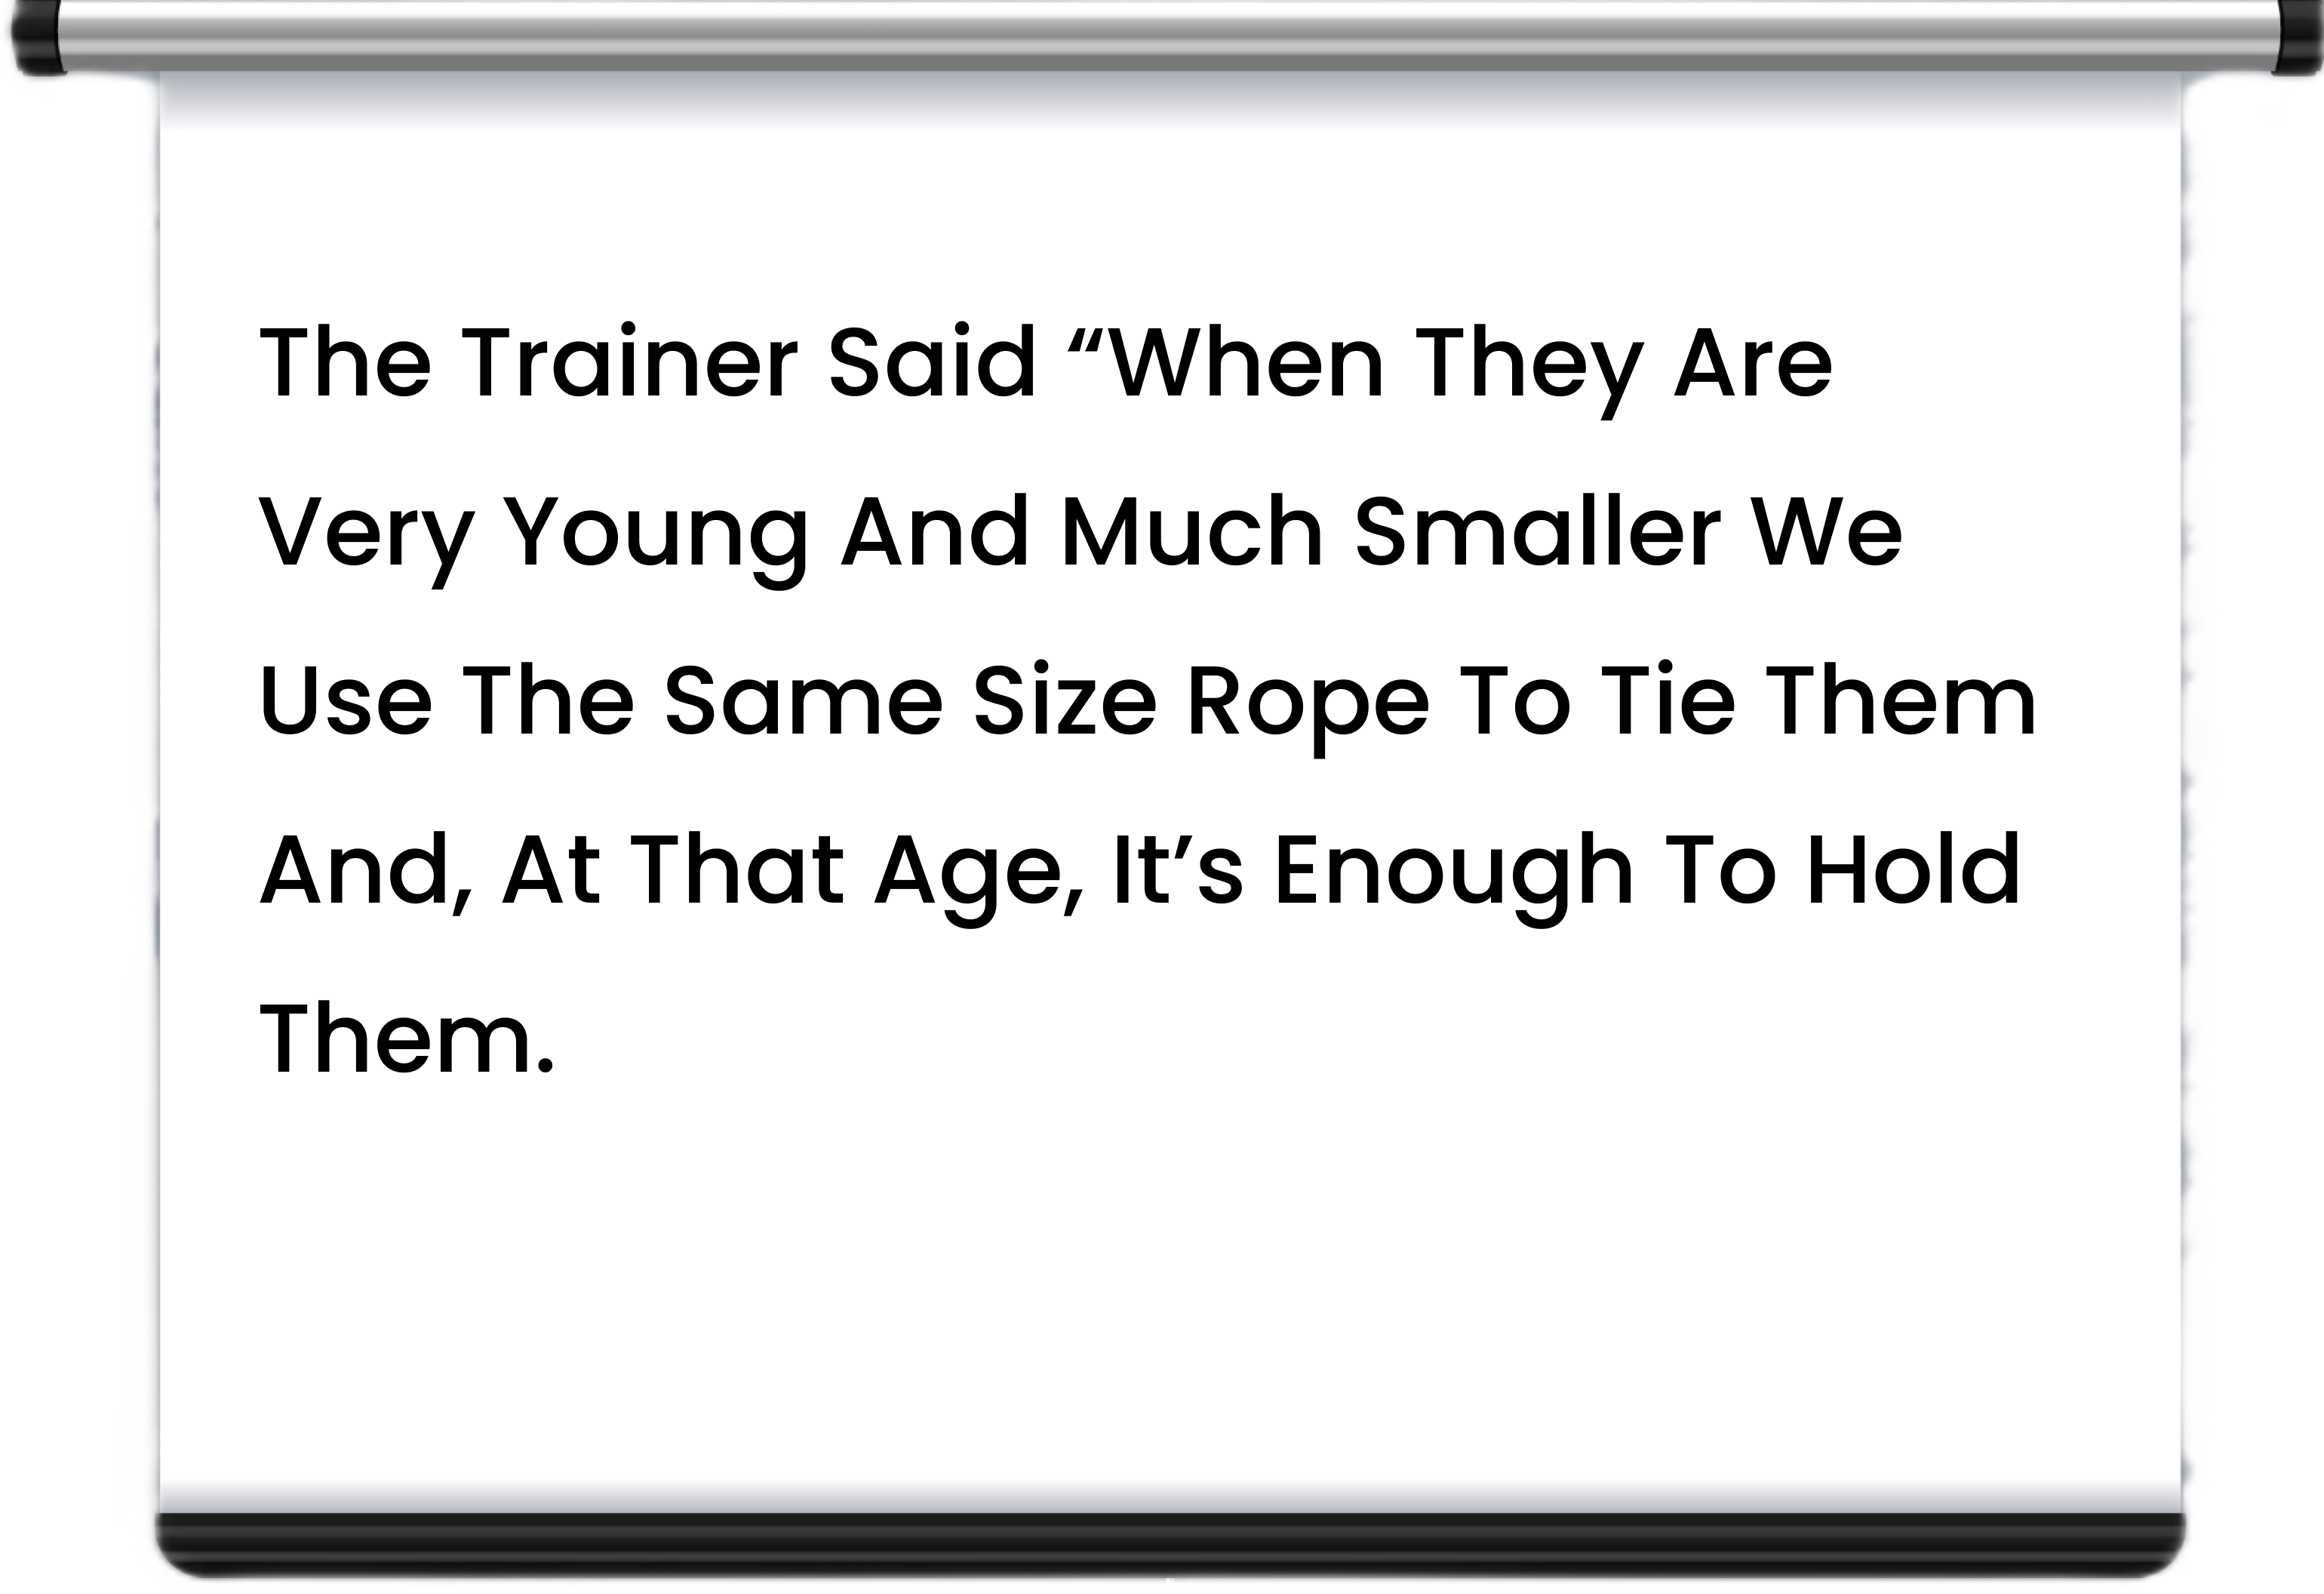 The Trainer Said “When They Are
Very Young And Much Smaller We
Use The Same Size Rope To Tie Them
And, At That Age, It’s Enough To Hold
Them.